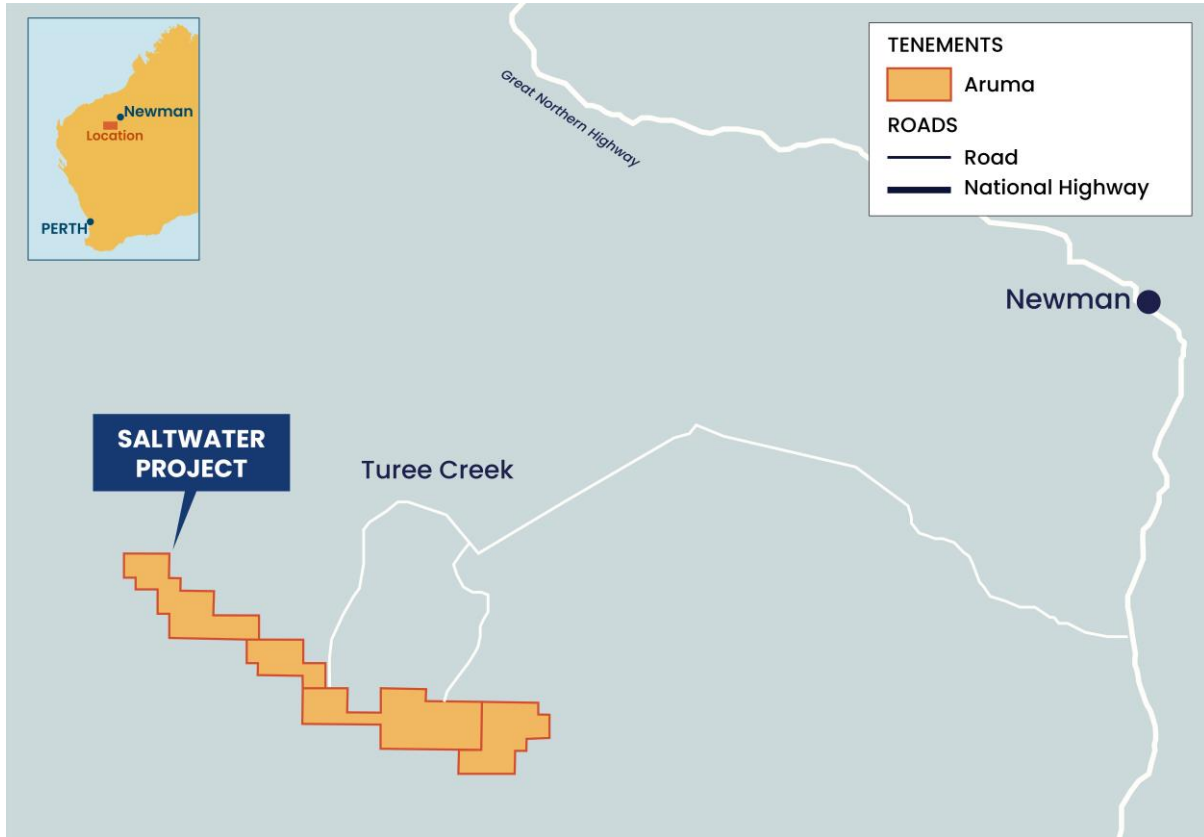 Newman
Location
PERTH
Great Northern Highway
TENEMENTS
Aruma
ROADS
Road
National Highway
Newman
SALTWATER
PROJECT
Turee Creek